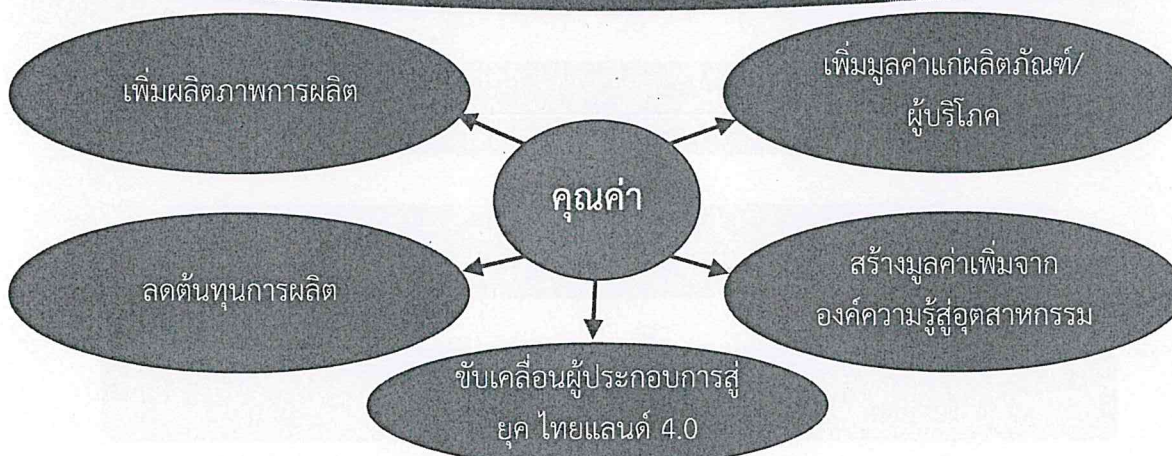 เพิ่มผลิตภาพการผลิต
เพิ่มมูลค่าแก่ผลิตภัณฑ์/
ผู้บริโภค
คุณค่า
ลดต้นทุนการผลิต
สร้างมูลค่าเพิ่มจาก
องค์ความรู้สู่อุตสาหกรรม
ขับเคลื่อนผู้ประกอบการสู่
ยุค ไทยแลนด์ 4.0